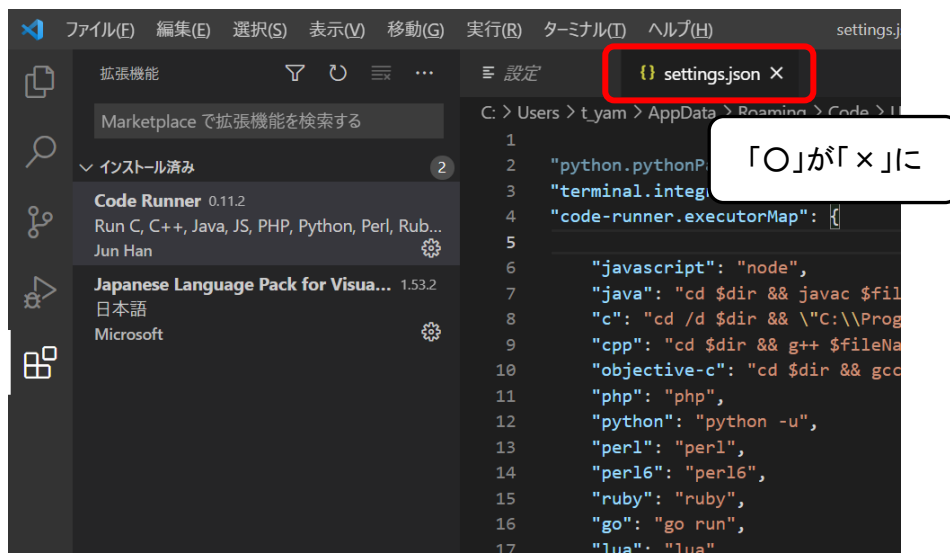 ファイル(F) 編集(E) 選択(S) 表示(V) 移動(G) 実行(R) ターミナル(T) ヘルプ(H) settings.j
拡張機能
Marketplace で拡張機能を検索する
インストール済み 2
Code Runner 0.11.2
Run C, C++, Java, JS, PHP, Python, Perl, Rub...
Jun Han
Japanese Language Pack for Visua... 1.53.2
日本語
Microsoft
設定
{} settings.json ×
C: > Users > t_yam > AppData > Roaming > Code > U
「〇」が「×」に
1
2 "python.pythonP
3 "terminal.integ
4 "code-runner.executorMap": {
5
6 "javascript": "node",
7 "java": "cd $dir && javac $fil
8 "c": "cd /d $dir && \"C:\\Prog
9 "cpp": "cd $dir && g++ $fileNa
10 "objective-c": "cd $dir && gcc
11 "php": "php",
12 "python": "python -u",
13 "perl": "perl",
14 "perl6": "perl6",
15 "ruby": "ruby",
16 "go": "go run",
17 "lua": "lua"